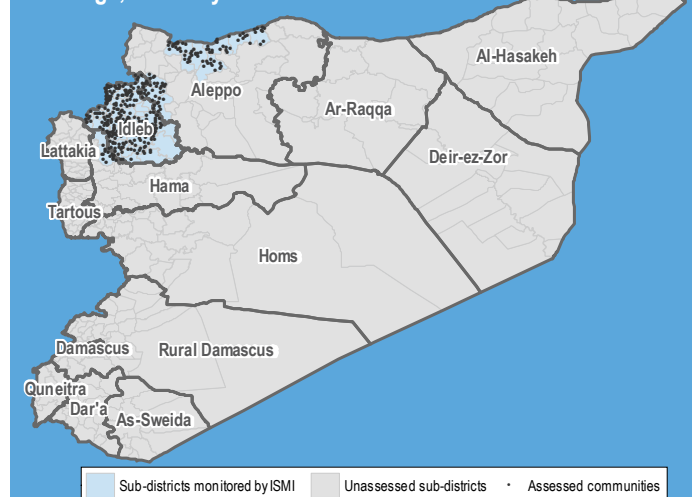 Al-Hasakeh
Aleppo
Ar-Raqqa
Idleb
Lattakia
Deir-ez-Zor
Hama
Tartous
Homs
Damascus
Rural Damascus
Quneitra
Dar'a
As-Sweida
Sub-districts monitored by ISMI
Unassessed sub-districts
Assessed communities